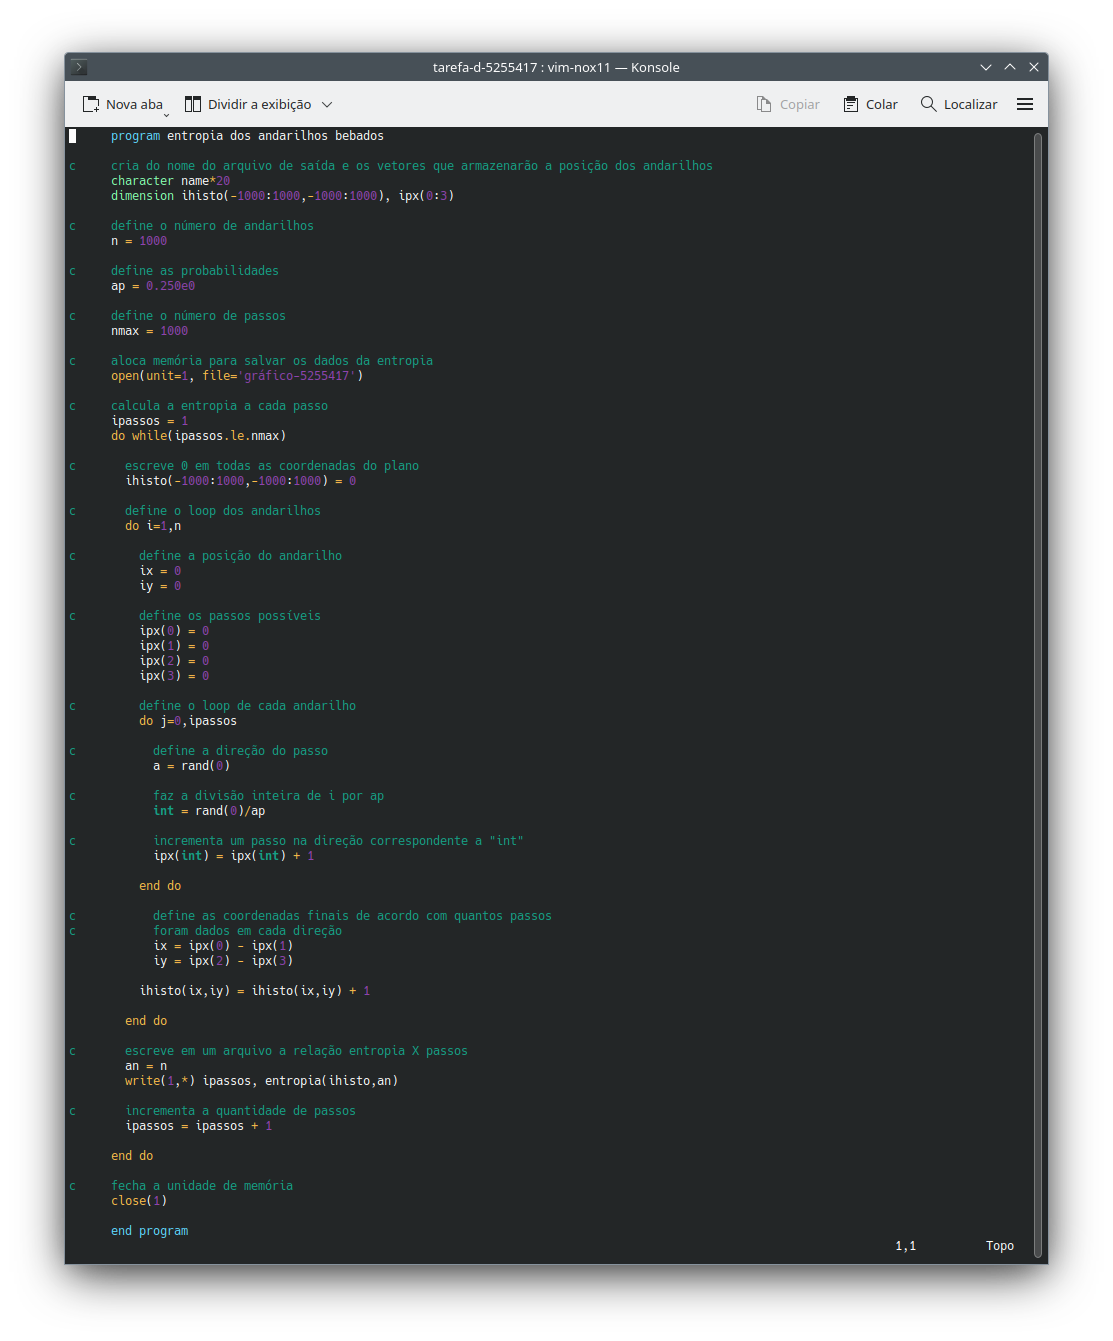 tarefa-d-5255417 : vim-nox11 — Konsole
Nova aba Dividir a exibição Copiar Colar Localizar
      program entropia dos andarilhos bebados

c     cria do nome do arquivo de saída e os vetores que armazenarão a posição dos andarilhos
      character name*20
      dimension ihisto(-1000:1000,-1000:1000), ipx(0:3)

c     define o número de andarilhos
      n = 1000

c     define as probabilidades
      ap = 0.250e0

c     define o número de passos
      nmax = 1000

c     aloca memória para salvar os dados da entropia
      open(unit=1, file='gráfico-5255417')

c     calcula a entropia a cada passo
      ipassos = 1
      do while(ipassos.le.nmax)

c       escreve 0 em todas as coordenadas do plano
        ihisto(-1000:1000,-1000:1000) = 0

c       define o loop dos andarilhos
        do i=1,n

c         define a posição do andarilho
          ix = 0
          iy = 0

c         define os passos possíveis
          ipx(0) = 0
          ipx(1) = 0
          ipx(2) = 0
          ipx(3) = 0

c         define o loop de cada andarilho
          do j=0,ipassos

c           define a direção do passo
            a = rand(0)

c           faz a divisão inteira de i por ap
            int = rand(0)/ap

c           incrementa um passo na direção correspondente a "int"
            ipx(int) = ipx(int) + 1

          end do

c           define as coordenadas finais de acordo com quantos passos
c           foram dados em cada direção
            ix = ipx(0) - ipx(1)
            iy = ipx(2) - ipx(3)

          ihisto(ix,iy) = ihisto(ix,iy) + 1

        end do

c       escreve em um arquivo a relação entropia X passos
        an = n
        write(1,*) ipassos, entropia(ihisto,an)

c       incrementa a quantidade de passos
        ipassos = ipassos + 1

      end do

c     fecha a unidade de memória
      close(1)

      end program
1,1 Topo